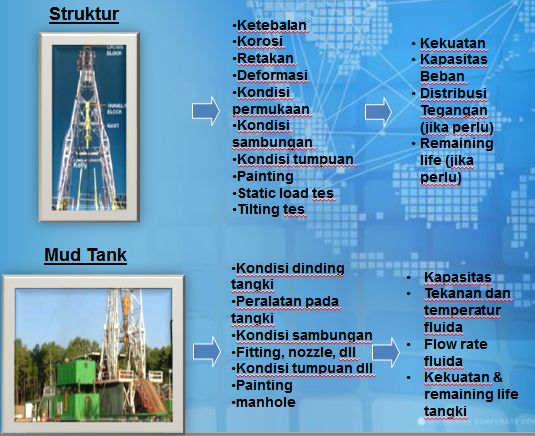 Struktur
CROWN
BLOCK
TRAVELING
BLOCK
MAST
Kelly
•Ketebalan
•Korosi
•Retakan
•Deformasi
•Kondisi
permukaan
•Kondisi
sambungan
•Kondisi tumpuan
•Painting
•Static load tes
•Tilting tes
• Kekuatan
• Kapasitas
Beban
• Distribusi
Tegangan
(jika perlu)
• Remaining
life (jika
perlu)
Mud Tank
•Kondisi dinding
tangki
•Peralatan pada
tangki
•Kondisi sambungan
•Fitting, nozzle, dll
•Kondisi tumpuan dll
•Painting
•manhole
• Kapasitas
• Tekanan dan
temperatur
fluida
• Flow rate
fluida
• Kekuatan &
remaining life
tangki